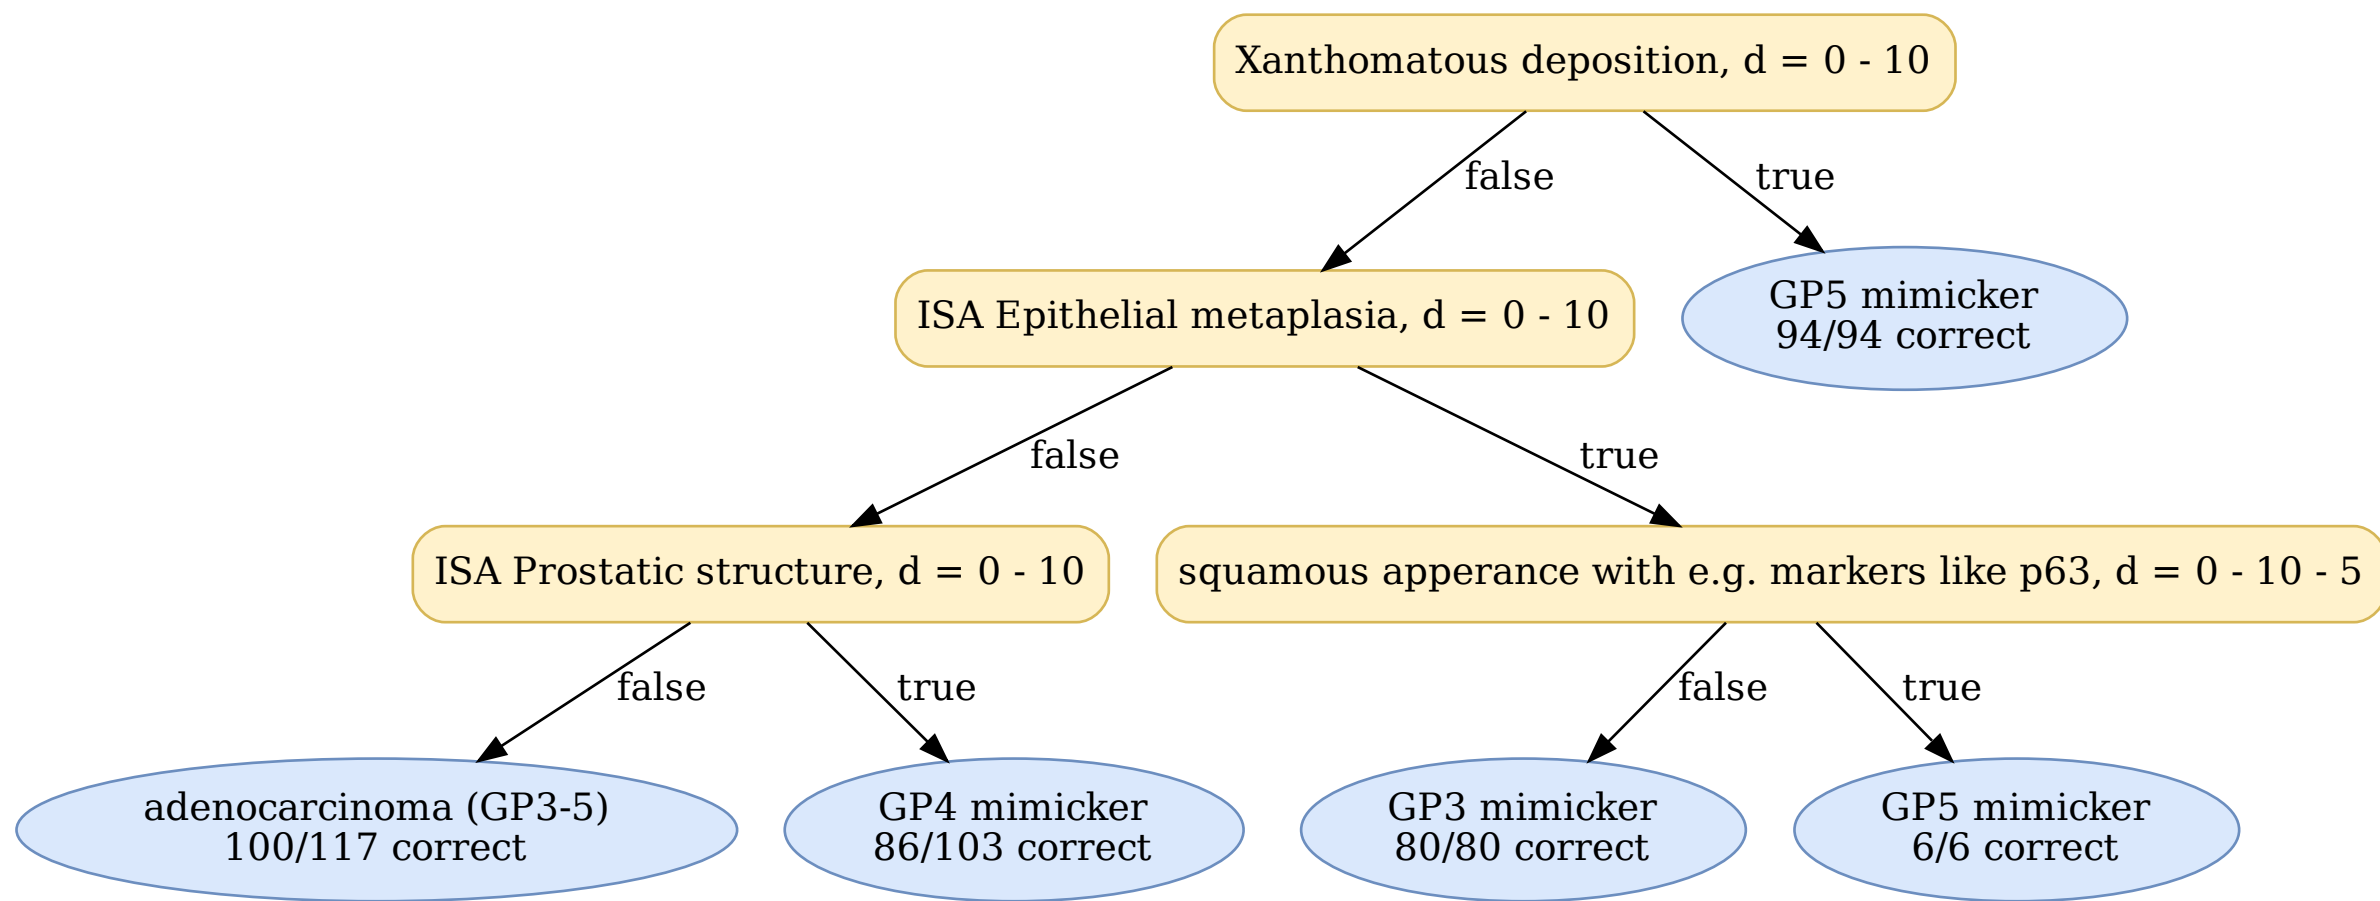 Xanthomatous deposition, d = 0 - 10
false
true
ISA Epithelial metaplasia, d = 0 - 10
GP5 mimicker
94/94 correct
false
true
ISA Prostatic structure, d = 0 - 10
squamous apperance with e.g. markers like p63, d = 0 - 10 - 5
false
true
false
true
adenocarcinoma (GP3-5)
100/117 correct
GP4 mimicker
86/103 correct
GP3 mimicker
80/80 correct
GP5 mimicker
6/6 correct